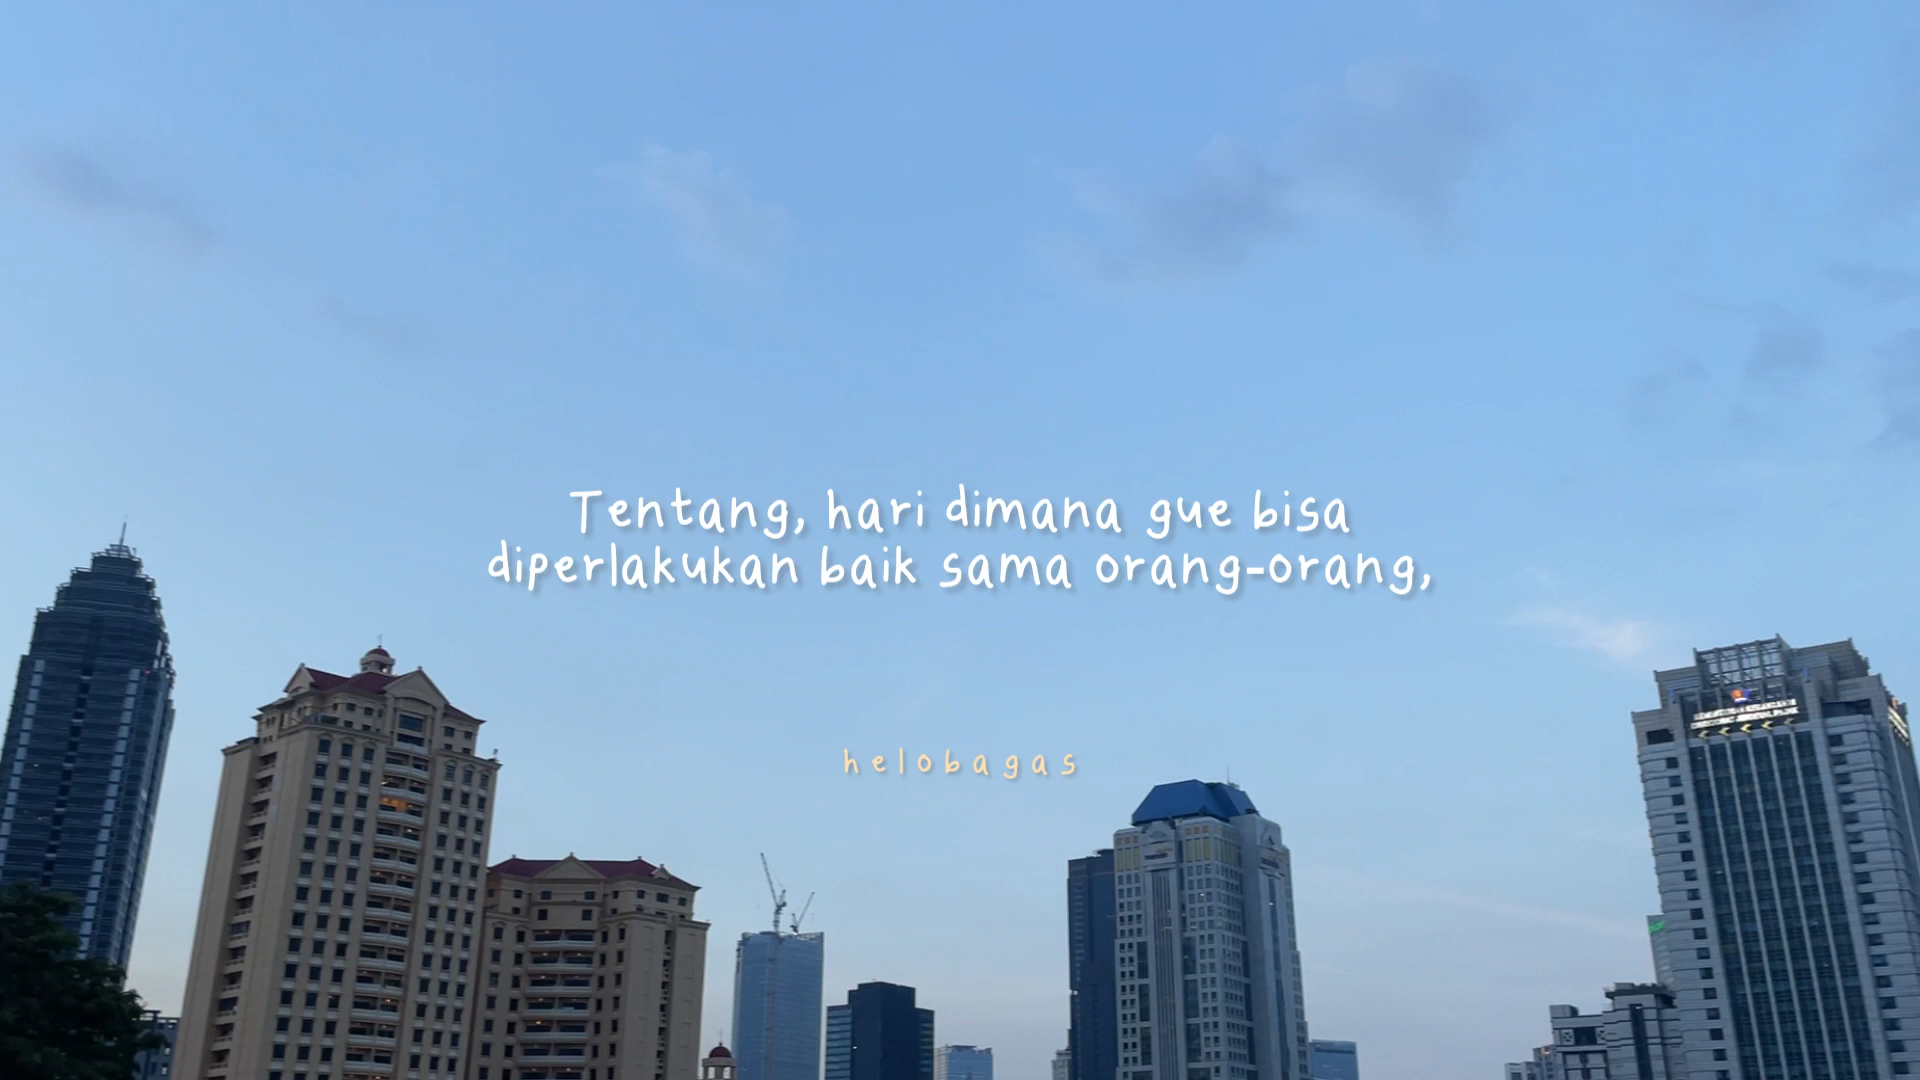 Tentang, hari dimana gue bisa
diperlakukan baik sama orang-orang,
helobagas